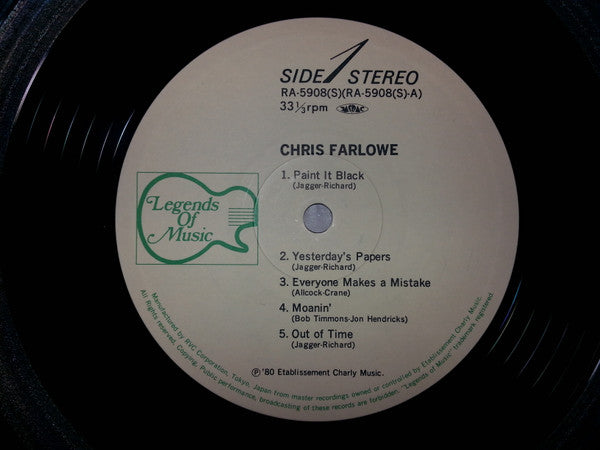 SIDE 1 STEREO
RA-5908(S)(RA-5908(S)-A)
33⅓rpm JASRAC
CHRIS FARLOWE
1. Paint It Black
(Jagger-Richard)
Legends
Of
Music
2. Yesterday's Papers
(Jagger-Richard)
3. Everyone Makes a Mistake
(Allcock-Crane)
4. Moanin'
(Bob Timmons-Jon Hendricks)
5. Out of Time
(Jagger-Richard)
Ⓟ '80 Etablissement Charly Music.
Manufactured by RVC Corporation, Tokyo, Japan from master recordings owned or controlled by Etablissement Charly Music.
All rights reserved. Copying, Public performance, broadcasting of these records are forbidden. "Legends of Music" trademark registered.